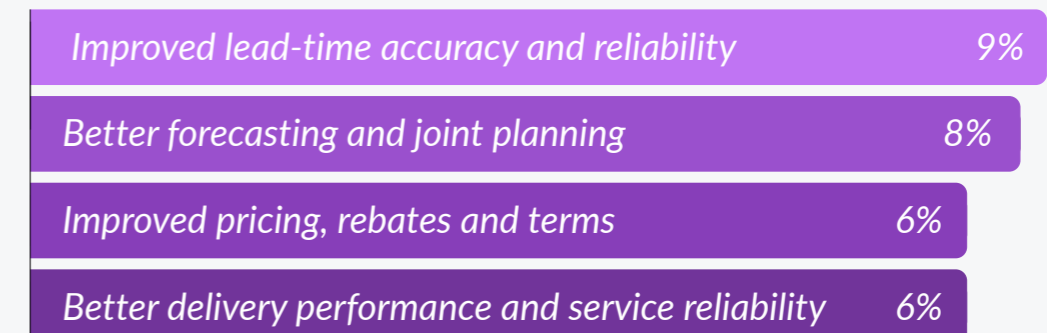 Improved lead-time accuracy and reliability 9%
Better forecasting and joint planning 8%
Improved pricing, rebates and terms 6%
Better delivery performance and service reliability 6%